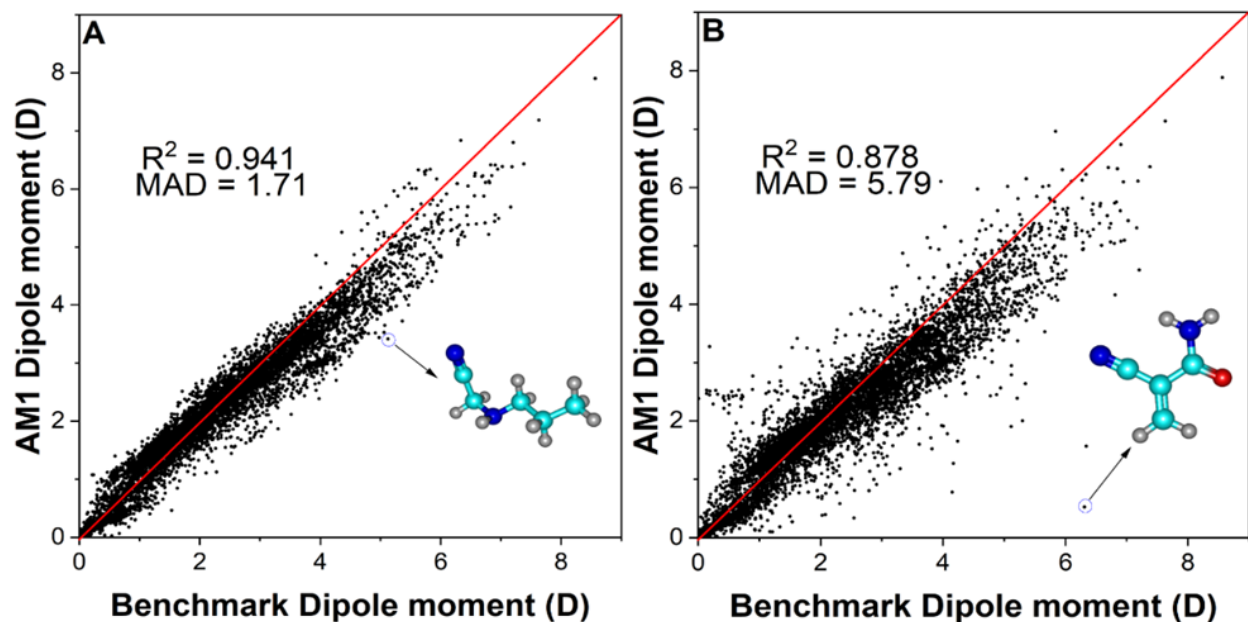 A
AM1 Dipole moment (D)
8
6
4
2
0
R² = 0.941
MAD = 1.71
0 2 4 6 8
Benchmark Dipole moment (D)
B
AM1 Dipole moment (D)
8
6
4
2
0
R² = 0.878
MAD = 5.79
0 2 4 6 8
Benchmark Dipole moment (D)